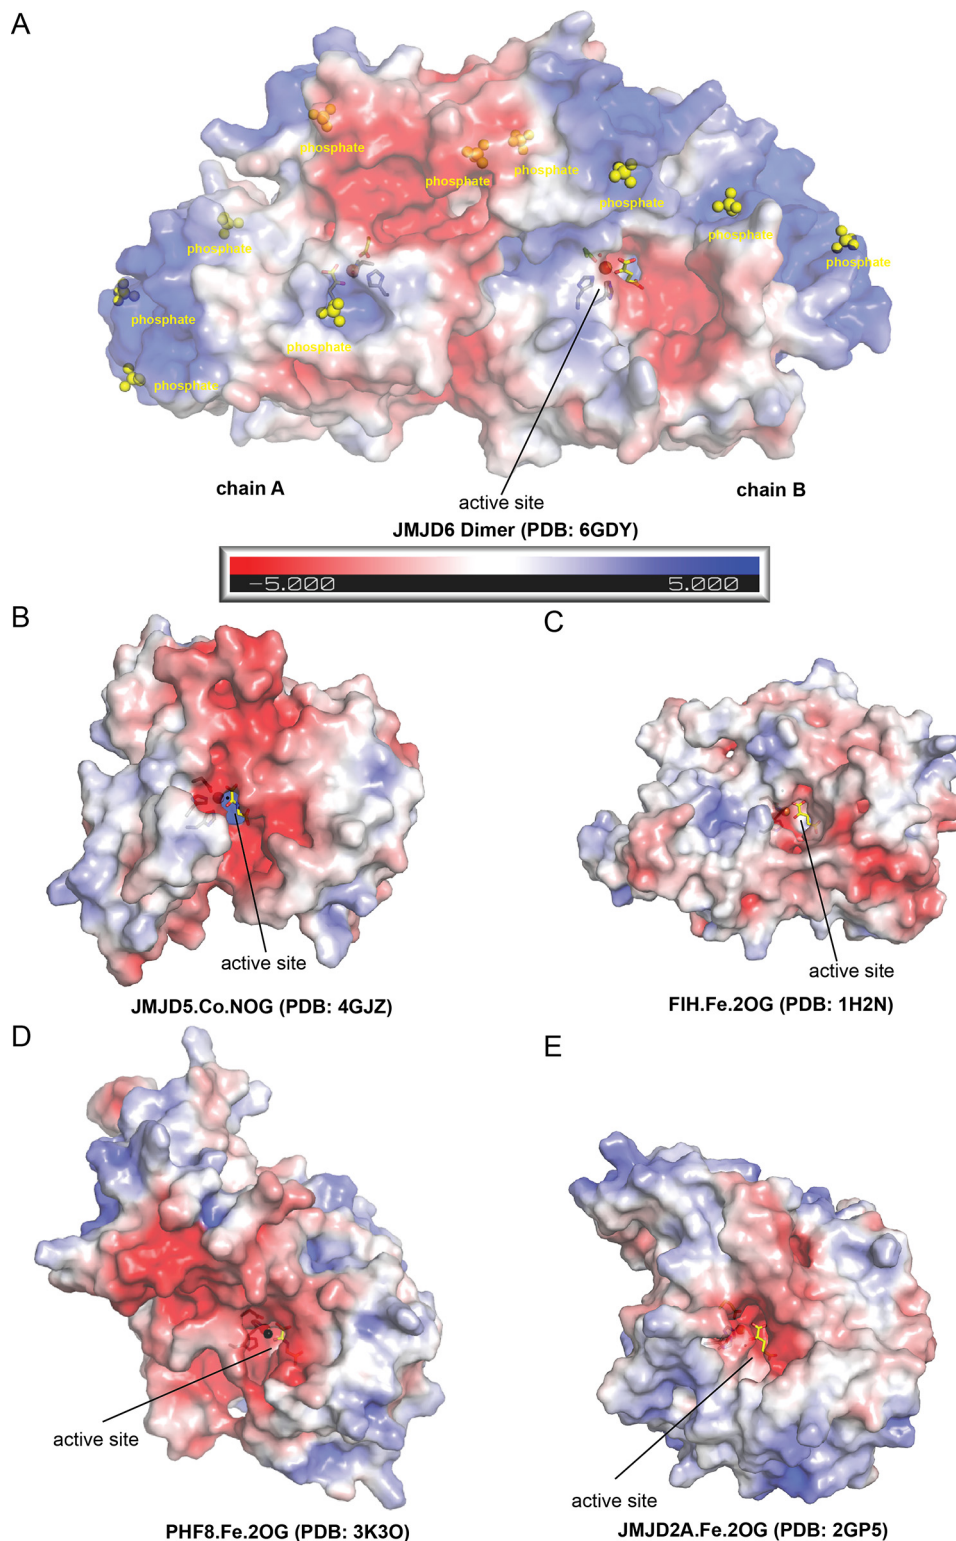 A
phosphate
phosphate
phosphate
phosphate
phosphate
phosphate
phosphate
phosphate
phosphate
phosphate
chain A
chain B
active site
JMJD6 Dimer (PDB: 6GDY)
-5.000
5.000
B
C
active site
active site
JMJD5.Co.NOG (PDB: 4GJZ)
FIH.Fe.2OG (PDB: 1H2N)
D
E
active site
active site
PHF8.Fe.2OG (PDB: 3K3O)
JMJD2A.Fe.2OG (PDB: 2GP5)